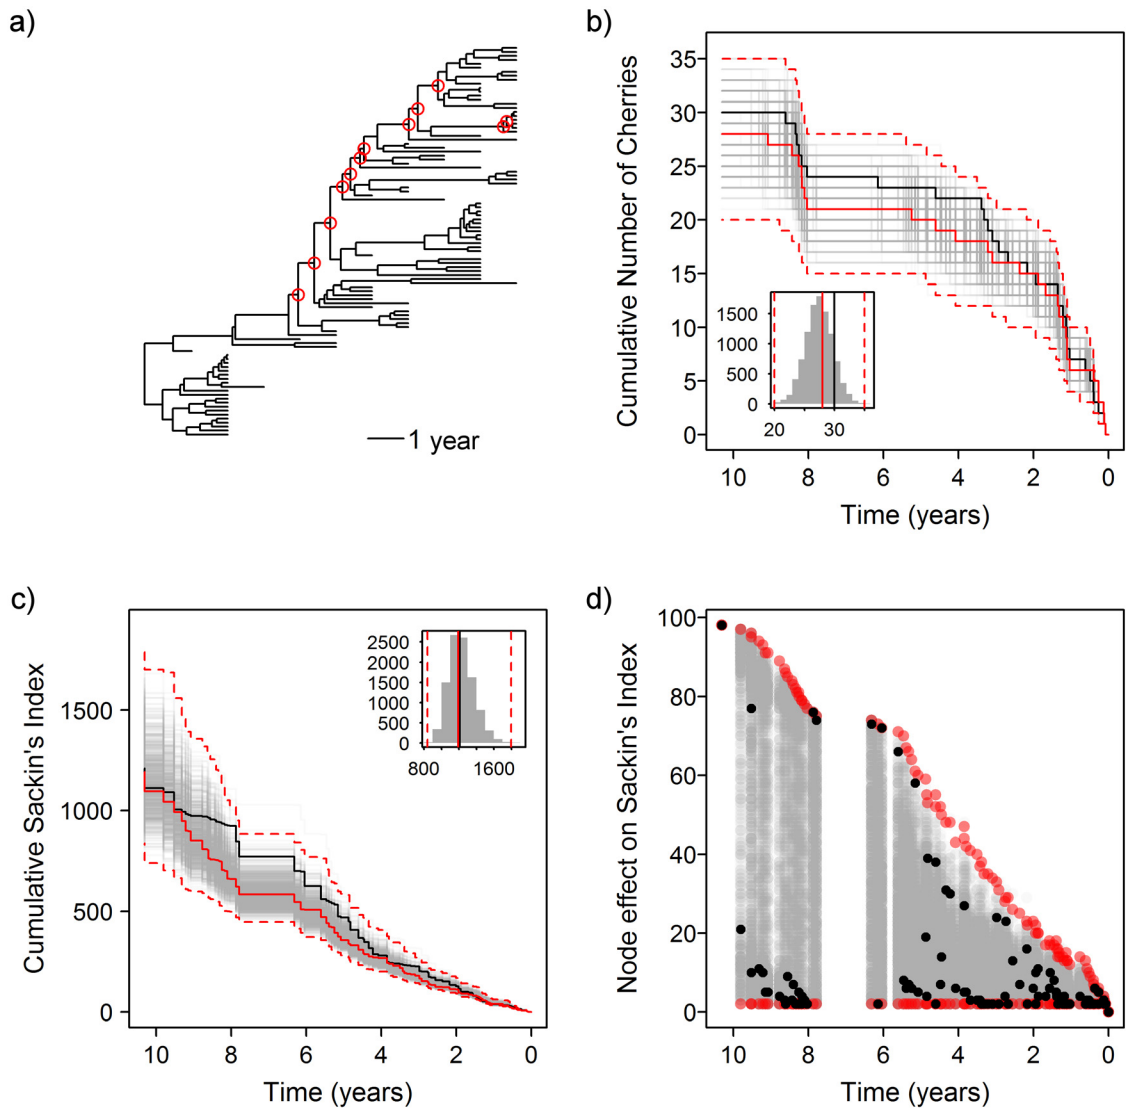 a)
1 year
b)
Cumulative Number of Cherries
35
30
25
20
15
10
5
0
1500
1000
500
0
20 30
10 8 6 4 2 0
Time (years)
c)
Cumulative Sackin's Index
1500
1000
500
0
2500
2000
1500
1000
500
0
800 1600
10 8 6 4 2 0
Time (years)
d)
Node effect on Sackin's Index
100
80
60
40
20
0
10 8 6 4 2 0
Time (years)